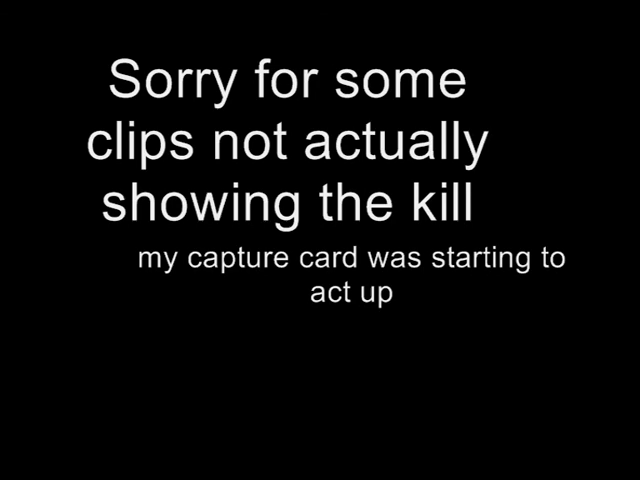 Sorry for some
clips not actually
showing the kill
my capture card was starting to
act up